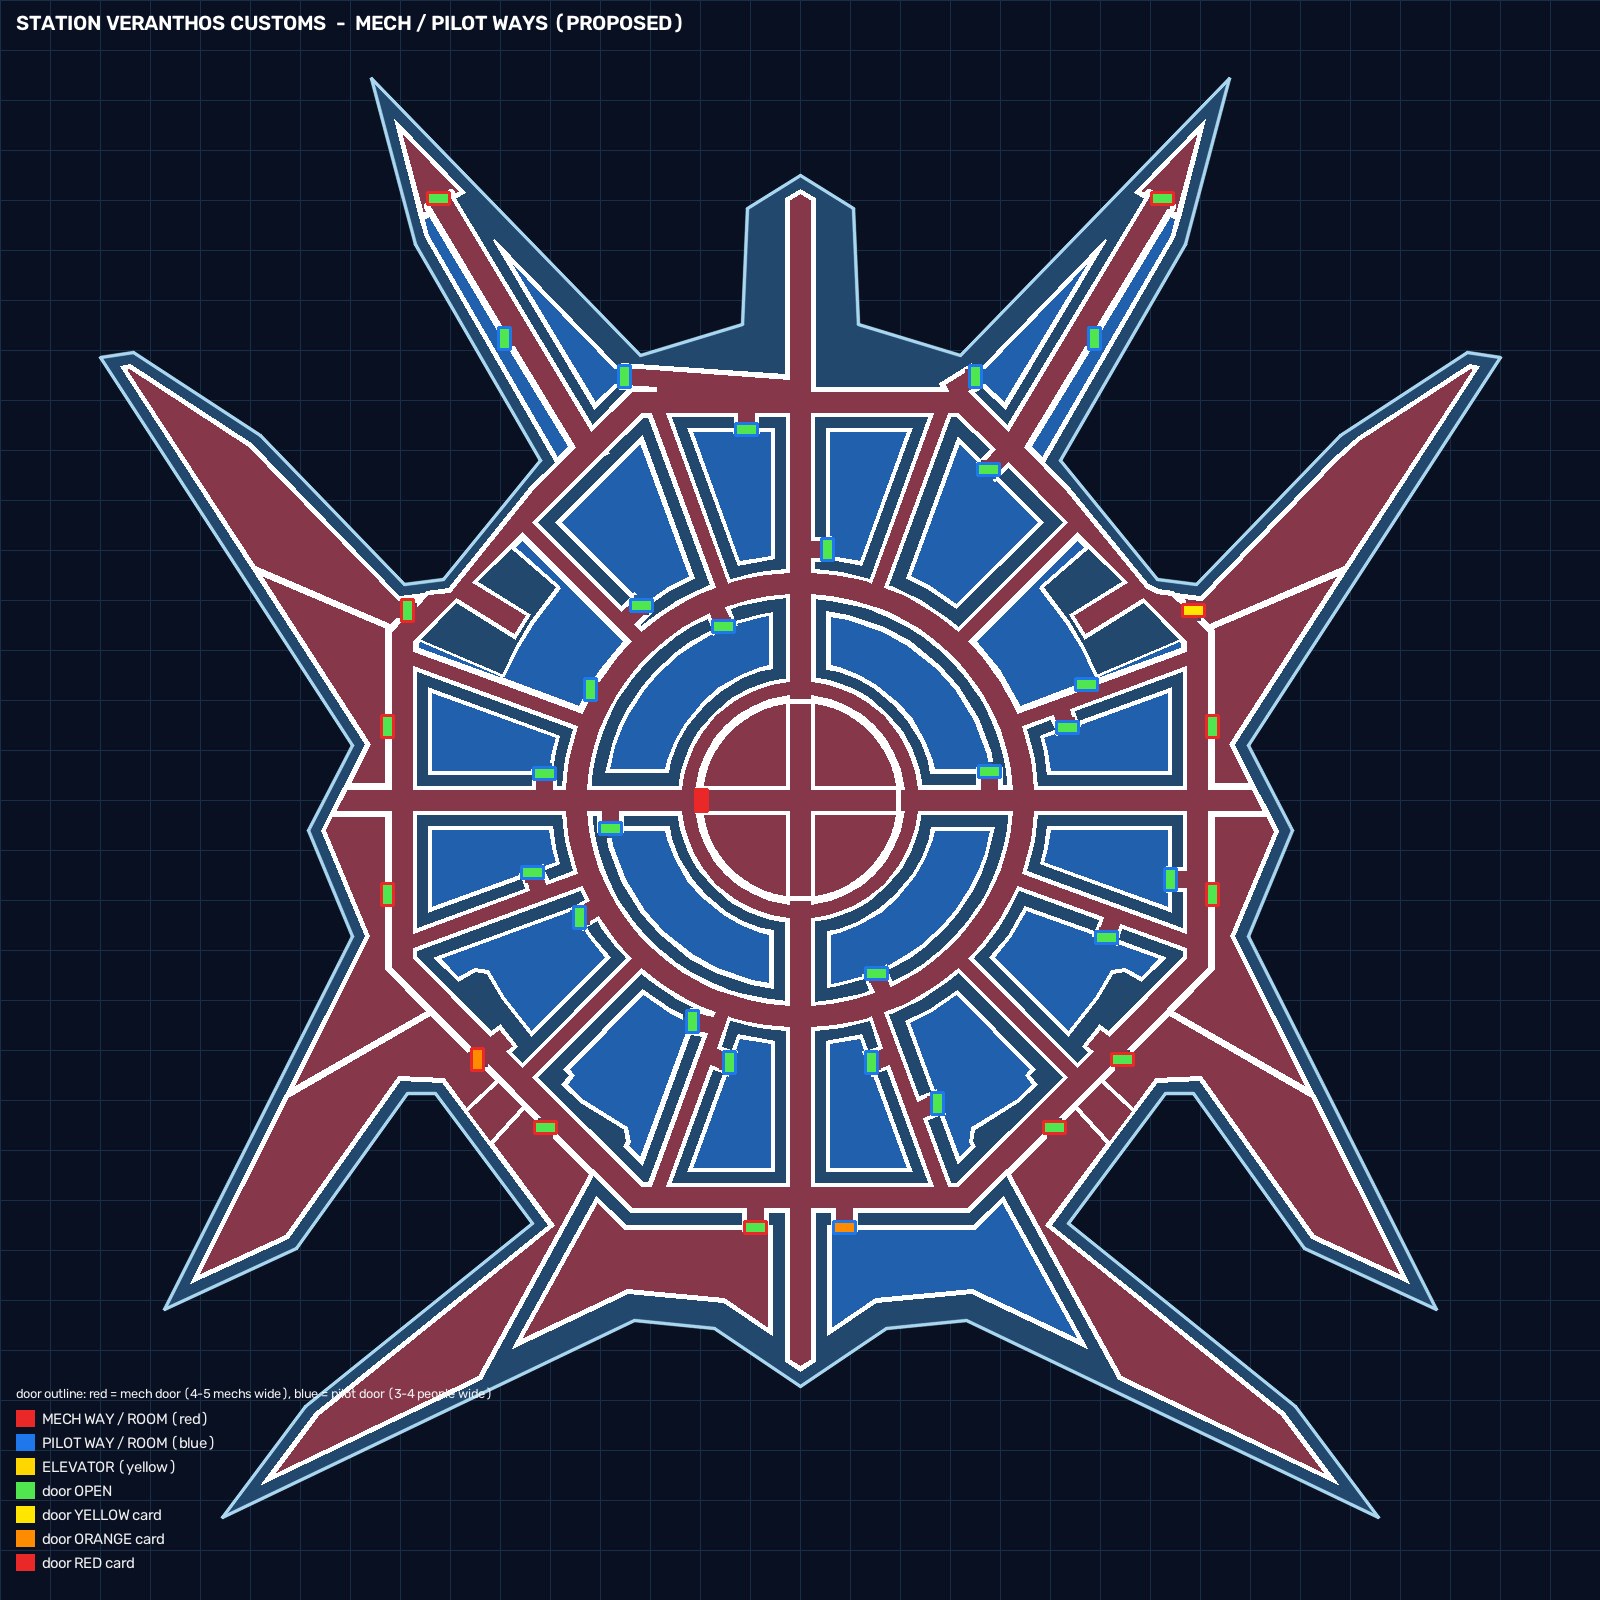 STATION VERANTHOS CUSTOMS - MECH / PILOT WAYS (PROPOSED)
door outline: red = mech door (4-5 mechs wide), blue = pilot door (3-4 people wide)
MECH WAY / ROOM (red)
PILOT WAY / ROOM (blue)
ELEVATOR (yellow)
door OPEN
door YELLOW card
door ORANGE card
door RED card